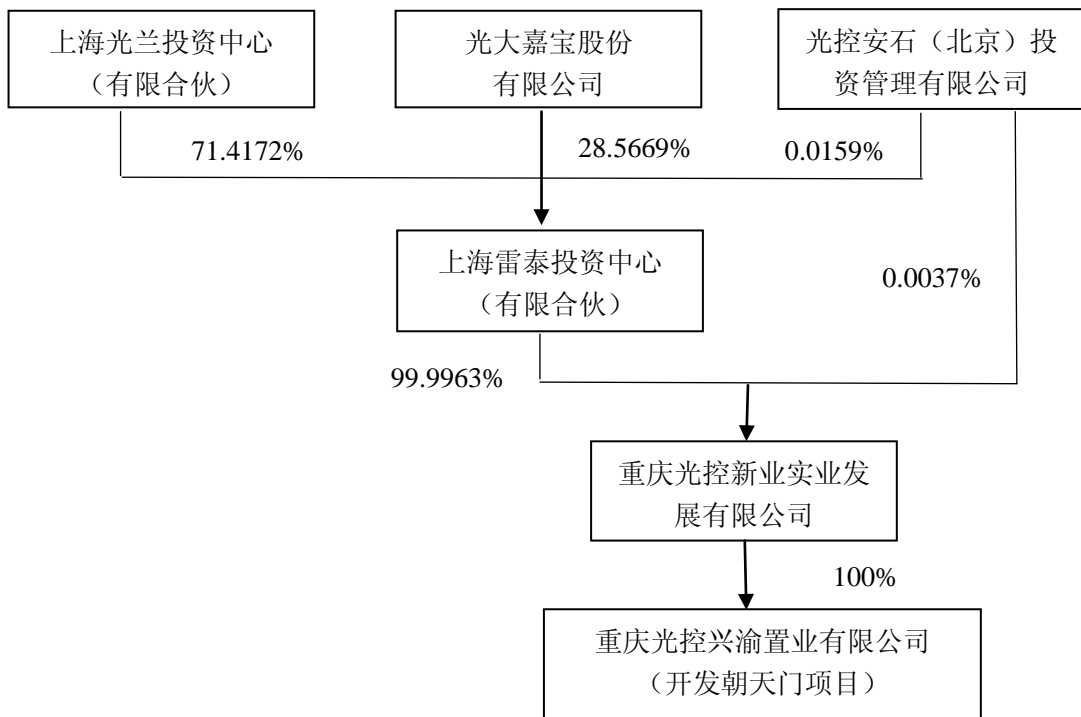 上海光兰投资中心
（有限合伙）
光大嘉宝股份
有限公司
光控安石（北京）投
资管理有限公司
71.4172%
28.5669%
0.0159%
上海雷泰投资中心
（有限合伙）
0.0037%
99.9963%
重庆光控新业实业发
展有限公司
100%
重庆光控兴渝置业有限公司
（开发朝天门项目）